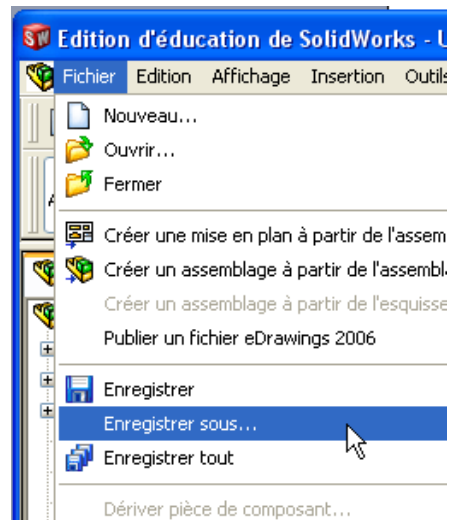 Edition d'éducation de SolidWorks - U
Fichier Edition Affichage Insertion Outils
Nouveau...
Ouvrir...
Fermer
Créer une mise en plan à partir de l'assem
Créer un assemblage à partir de l'assembl
Créer un assemblage à partir de l'esquisse
Publier un fichier eDrawings 2006
Enregistrer
Enregistrer sous...
Enregistrer tout
Dériver pièce de composant...